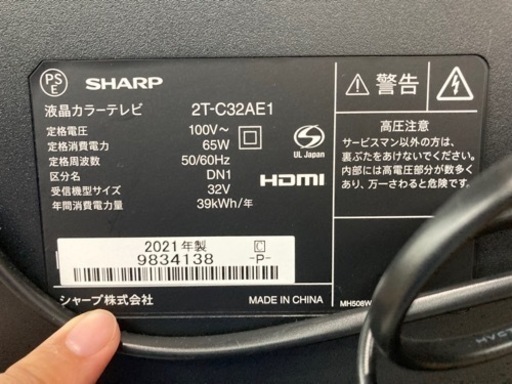 PS
E
SHARP
液晶カラーテレビ 2T-C32AE1
定格電圧 100V~
定格消費電力 65W
定格周波数 50/60Hz
区分名 DN1
受信機型サイズ 32V
年間消費電力量 39kWh/年
UL Japan
HDMI
2021年製 C
9834138 -P-
シャープ株式会社 MADE IN CHINA
警告
高圧注意
サービスマン以外の方は、
裏ぶたをあけないでください。
内部には高電圧部分が数多く
あり、万一さわると危険です。
MH508W